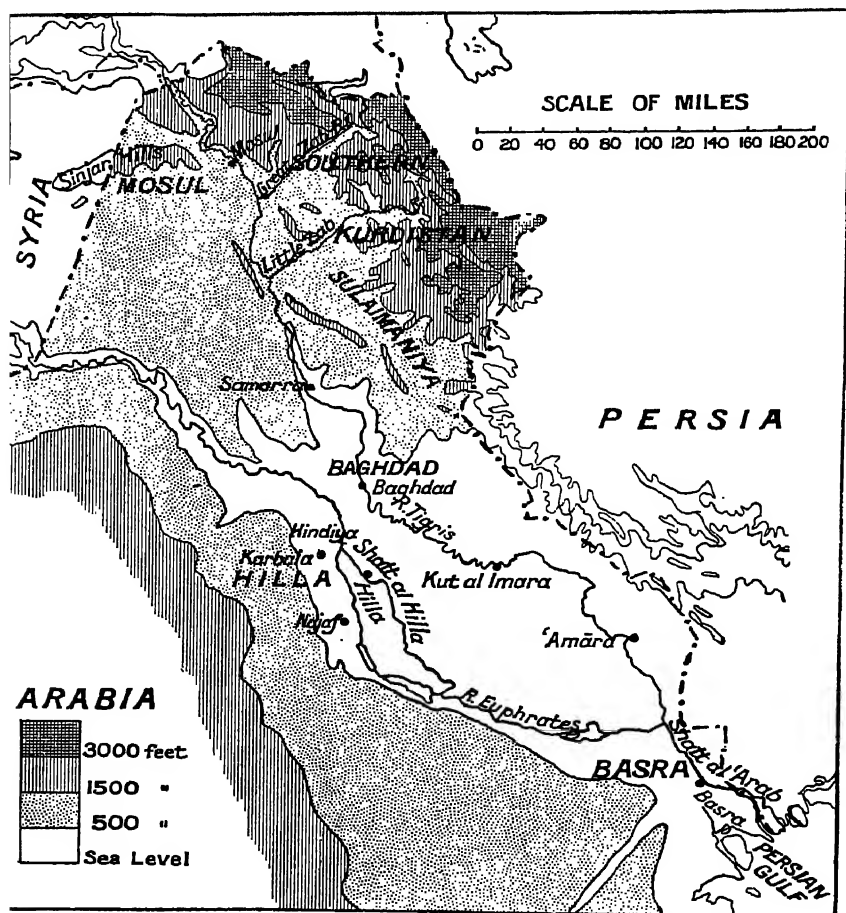 SCALE OF MILES
0 20 40 60 80 100 120 140 160 180 200
Mosul
Great Zab R.
SOUTHERN
Sinjar Hills
MOSUL
SYRIA
Little Zab
KURDISTAN
SULAIMANIYA
Samarra
PERSIA
BAGHDAD
Baghdad
R. Tigris
Hindiya
Karbala
HILLA
Shatt al Hilla
Hilla
Kut al Imara
Najaf
'Amāra
ARABIA
R. Euphrates
3000 feet
1500 "
500 "
Sea Level
BASRA
Shatt al 'Arab
Basra
PERSIAN
GULF